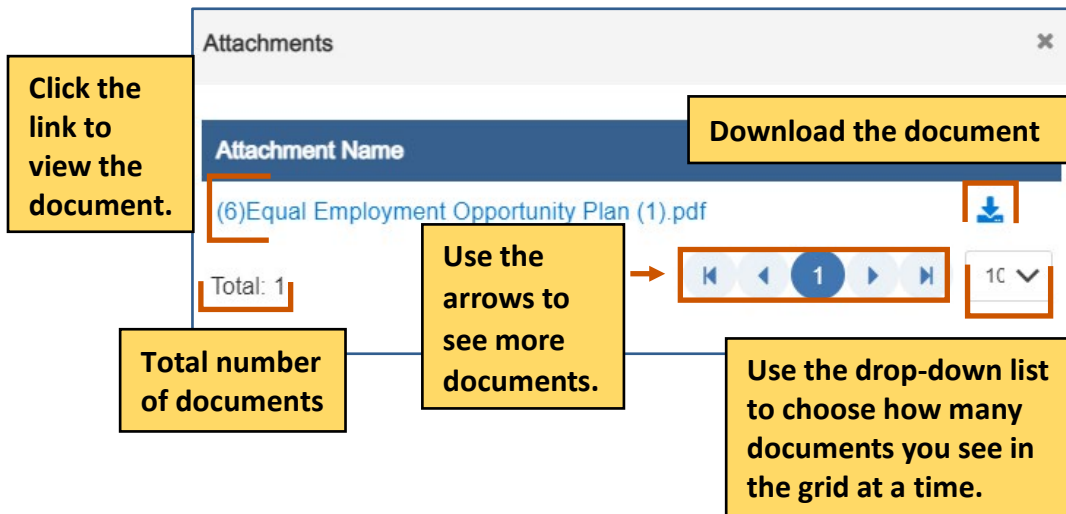 Attachments
Click the
link to
view the
document.
Download the document
Attachment Name
(6)Equal Employment Opportunity Plan (1).pdf
Use the
arrows to
see more
documents.
1
Total: 1
Total number
of documents
Use the drop-down list
to choose how many
documents you see in
the grid at a time.